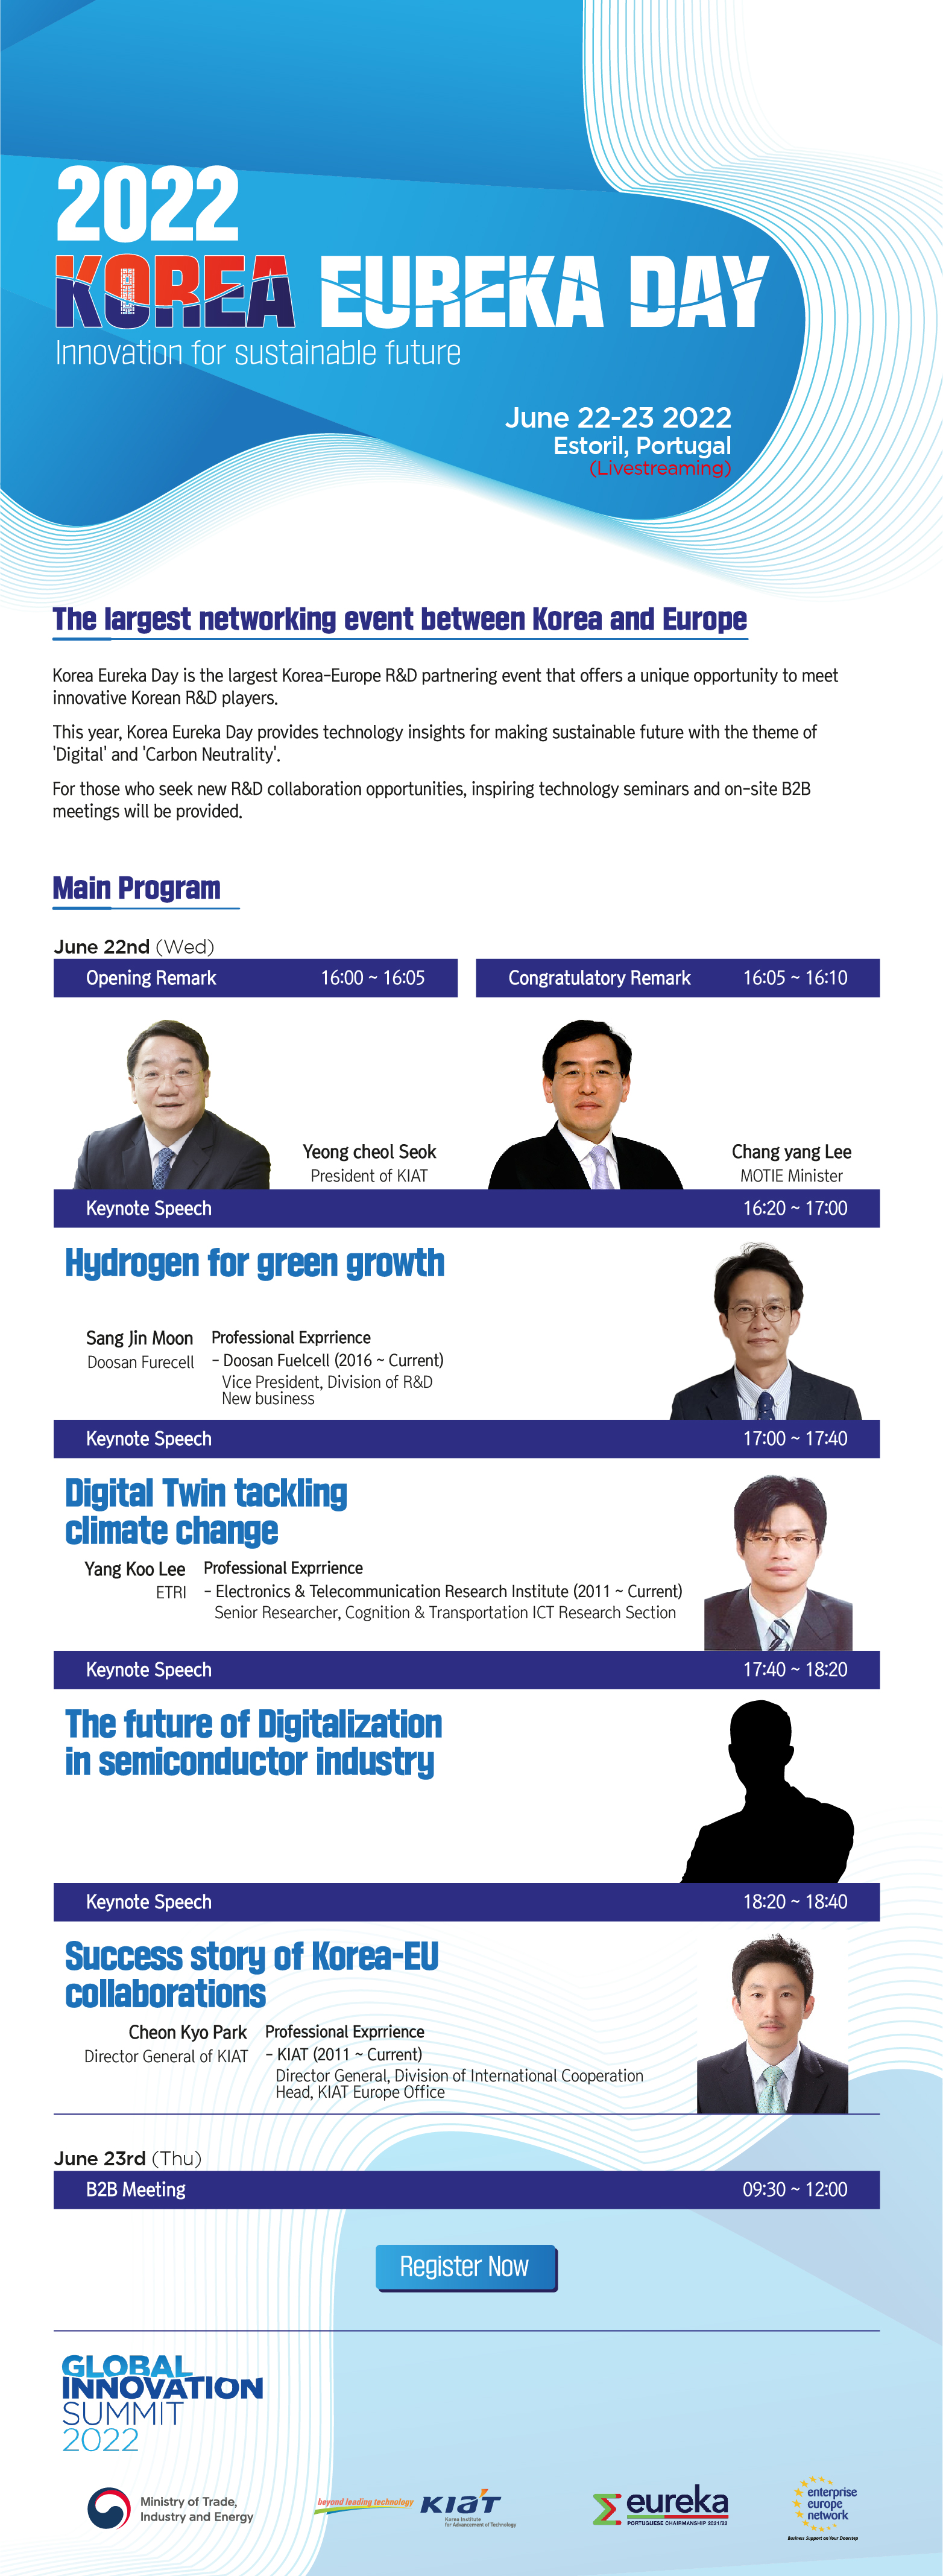 2022
KOREA EUREKA DAY
Innovation for sustainable future
June 22-23 2022
Estoril, Portugal
(Livestreaming)
The largest networking event between Korea and Europe
Korea Eureka Day is the largest Korea-Europe R&D partnering event that offers a unique opportunity to meet
innovative Korean R&D players.
This year, Korea Eureka Day provides technology insights for making sustainable future with the theme of
'Digital' and 'Carbon Neutrality'.
For those who seek new R&D collaboration opportunities, inspiring technology seminars and on-site B2B
meetings will be provided.
Main Program
June 22nd (Wed)
Opening Remark 16:00 ~ 16:05
Congratulatory Remark 16:05 ~ 16:10
Yeong cheol Seok
President of KIAT
Chang yang Lee
MOTIE Minister
Keynote Speech 16:20 ~ 17:00
Hydrogen for green growth
Sang Jin Moon
Doosan Furecell
Professional Exprrience
- Doosan Fuelcell (2016 ~ Current)
Vice President, Division of R&D
New business
Keynote Speech 17:00 ~ 17:40
Digital Twin tackling
climate change
Yang Koo Lee
ETRI
Professional Exprrience
- Electronics & Telecommunication Research Institute (2011 ~ Current)
Senior Researcher, Cognition & Transportation ICT Research Section
Keynote Speech 17:40 ~ 18:20
The future of Digitalization
in semiconductor industry
Keynote Speech 18:20 ~ 18:40
Success story of Korea-EU
collaborations
Cheon Kyo Park
Director General of KIAT
Professional Exprrience
- KIAT (2011 ~ Current)
Director General, Division of International Cooperation
Head, KIAT Europe Office
June 23rd (Thu)
B2B Meeting 09:30 ~ 12:00
Register Now
GLOBAL
INNOVATION
SUMMIT
2022
Ministry of Trade,
Industry and Energy
beyond leading technology
KIAT
Korea Institute
for Advancement of Technology
eureka
PORTUGUESE CHAIRMANSHIP 2021/22
enterprise
europe
network
Business Support on Your Doorstep